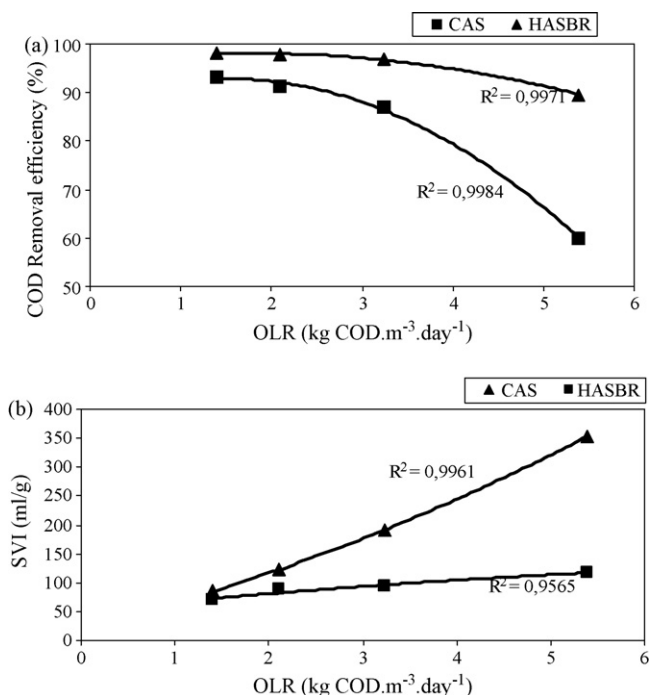 (a)
CAS HASBR
COD Removal efficiency (%)
100
90
80
70
60
50
R² = 0,9971
R² = 0,9984
0 1 2 3 4 5 6
OLR (kg COD.m⁻³.day⁻¹)
(b)
CAS HASBR
SVI (ml/g)
400
350
300
250
200
150
100
50
0
R² = 0,9961
R² = 0,9565
0 1 2 3 4 5 6
OLR (kg COD.m⁻³.day⁻¹)